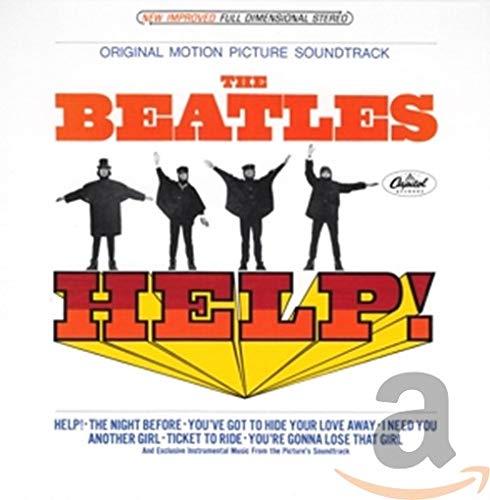 NEW IMPROVED FULL DIMENSIONAL STEREO
ORIGINAL MOTION PICTURE SOUNDTRACK
THE
BEATLES
Capitol
RECORDS
HELP!
HELP! · THE NIGHT BEFORE · YOU'VE GOT TO HIDE YOUR LOVE AWAY · I NEED YOU
ANOTHER GIRL · TICKET TO RIDE · YOU'RE GONNA LOSE THAT GIRL
And Exclusive Instrumental Music From the Picture's Soundtrack
a